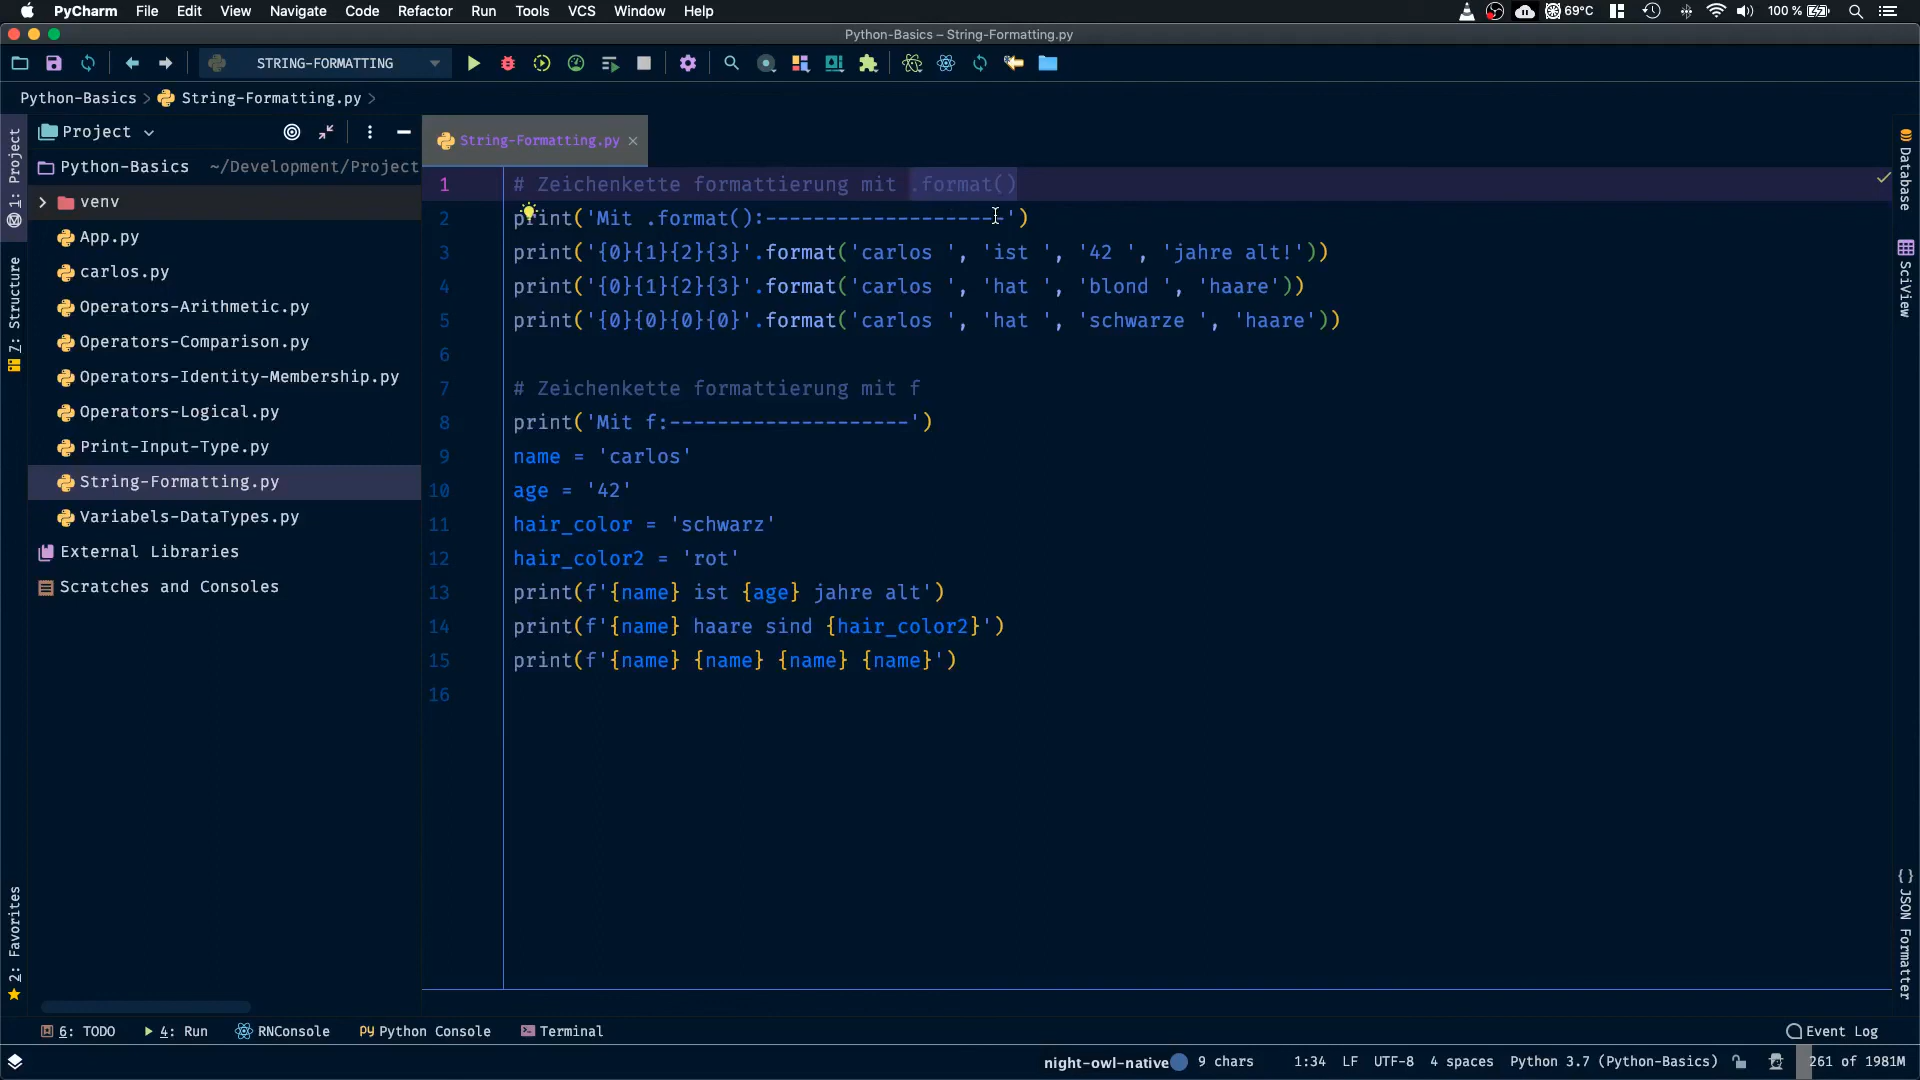 PyCharm File Edit View Navigate Code Refactor Run Tools VCS Window Help 69°C 100 %
Python-Basics – String-Formatting.py
STRING-FORMATTING
Python-Basics String-Formatting.py
Project
String-Formatting.py
Python-Basics ~/Development/Project
venv
App.py
carlos.py
Operators-Arithmetic.py
Operators-Comparison.py
Operators-Identity-Membership.py
Operators-Logical.py
Print-Input-Type.py
String-Formatting.py
Variabels-DataTypes.py
External Libraries
Scratches and Consoles
1: Project
7: Structure
2: Favorites
1 # Zeichenkette formattierung mit .format()
2 print('Mit .format():--------------------')
3 print('{0}{1}{2}{3}'.format('carlos ', 'ist ', '42 ', 'jahre alt!'))
4 print('{0}{1}{2}{3}'.format('carlos ', 'hat ', 'blond ', 'haare'))
5 print('{0}{0}{0}{0}'.format('carlos ', 'hat ', 'schwarze ', 'haare'))
6
7 # Zeichenkette formattierung mit f
8 print('Mit f:--------------------')
9 name = 'carlos'
10 age = '42'
11 hair_color = 'schwarz'
12 hair_color2 = 'rot'
13 print(f'{name} ist {age} jahre alt')
14 print(f'{name} haare sind {hair_color2}')
15 print(f'{name} {name} {name} {name}')
16
Database
SciView
JSON Formatter
6: TODO 4: Run RNConsole Python Console Terminal Event Log
night-owl-native 9 chars 1:34 LF UTF-8 4 spaces Python 3.7 (Python-Basics) 261 of 1981M